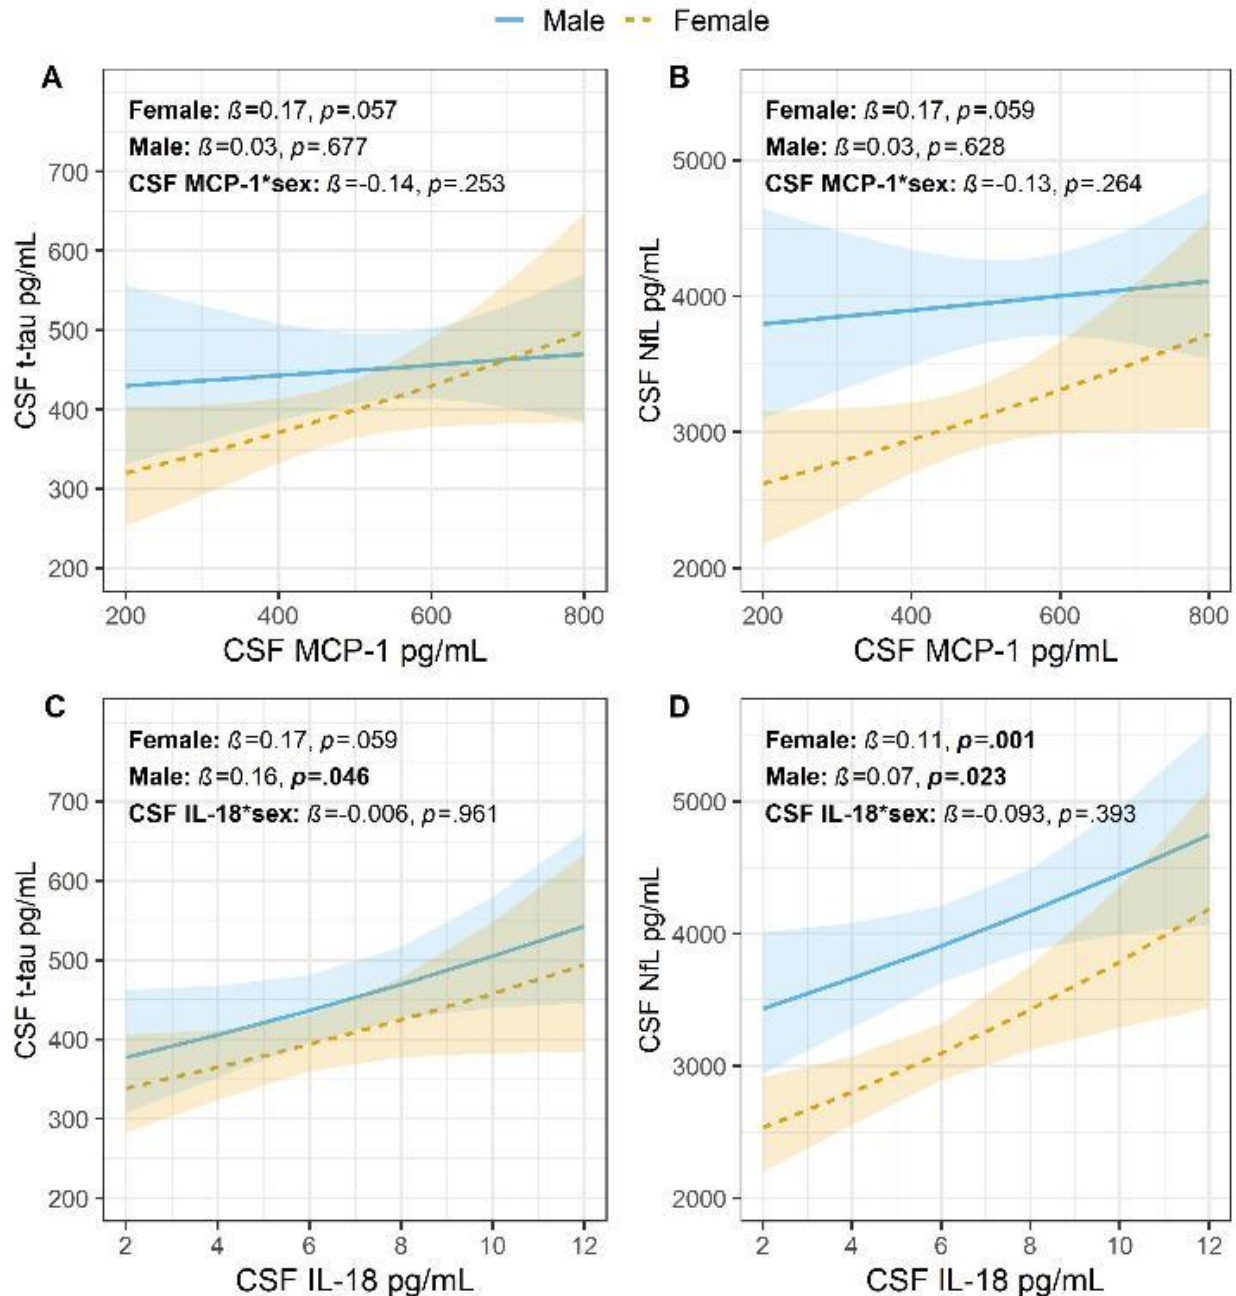 Male Female
A
Female: ß=0.17, p=.057
Male: ß=0.03, p=.677
CSF MCP-1*sex: ß=-0.14, p=.253
700
600
500
400
300
200
CSF t-tau pg/mL
200 400 600 800
CSF MCP-1 pg/mL
B
Female: ß=0.17, p=.059
Male: ß=0.03, p=.628
CSF MCP-1*sex: ß=-0.13, p=.264
5000
4000
3000
2000
CSF NfL pg/mL
200 400 600 800
CSF MCP-1 pg/mL
C
Female: ß=0.17, p=.059
Male: ß=0.16, p=.046
CSF IL-18*sex: ß=-0.006, p=.961
700
600
500
400
300
200
CSF t-tau pg/mL
2 4 6 8 10 12
CSF IL-18 pg/mL
D
Female: ß=0.11, p=.001
Male: ß=0.07, p=.023
CSF IL-18*sex: ß=-0.093, p=.393
5000
4000
3000
2000
CSF NfL pg/mL
2 4 6 8 10 12
CSF IL-18 pg/mL